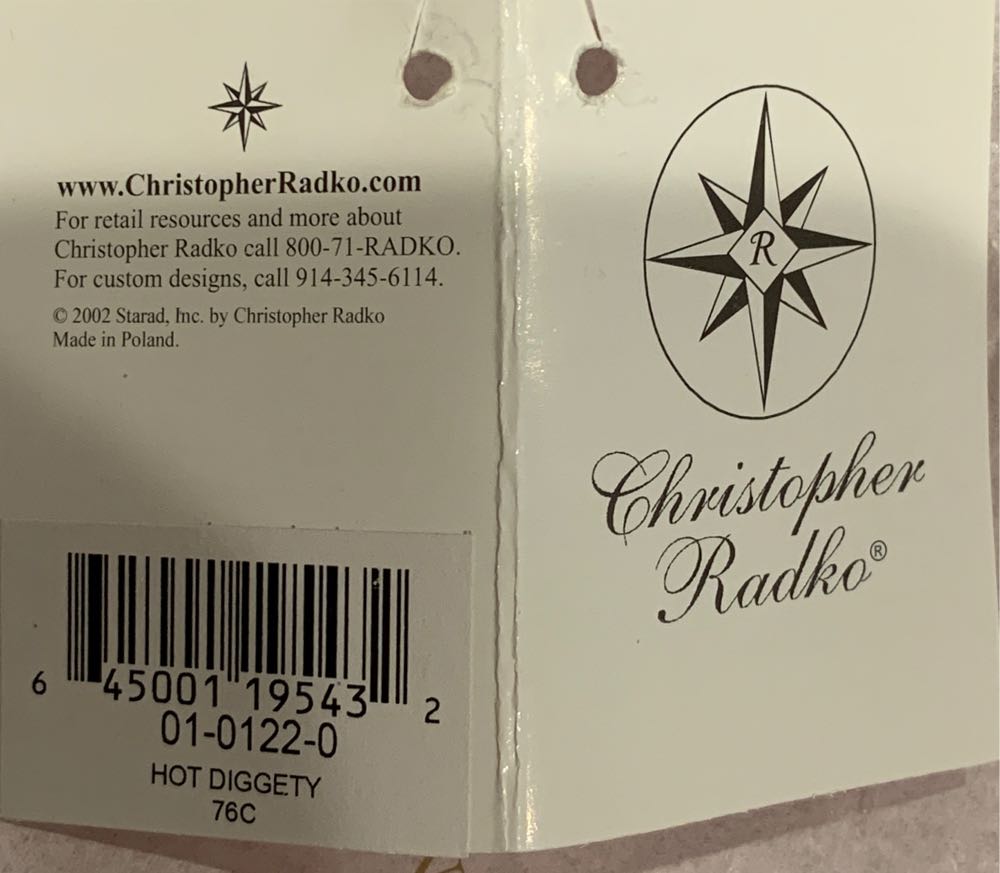 www.ChristopherRadko.com
For retail resources and more about
Christopher Radko call 800-71-RADKO.
For custom designs, call 914-345-6114.
© 2002 Starad, Inc. by Christopher Radko
Made in Poland.
6 45001 19543 2
01-0122-0
HOT DIGGETY
76C
R
Christopher
Radko®